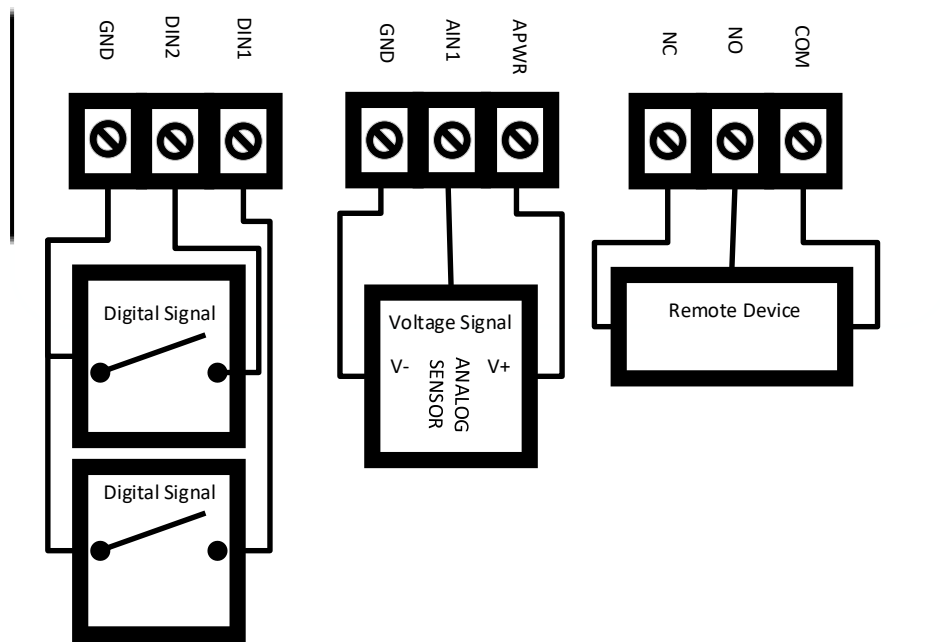 GND
DIN2
DIN1
GND
AIN1
APWR
NC
NO
COM
Digital Signal
Voltage Signal
V-
ANALOG
SENSOR
V+
Remote Device
Digital Signal